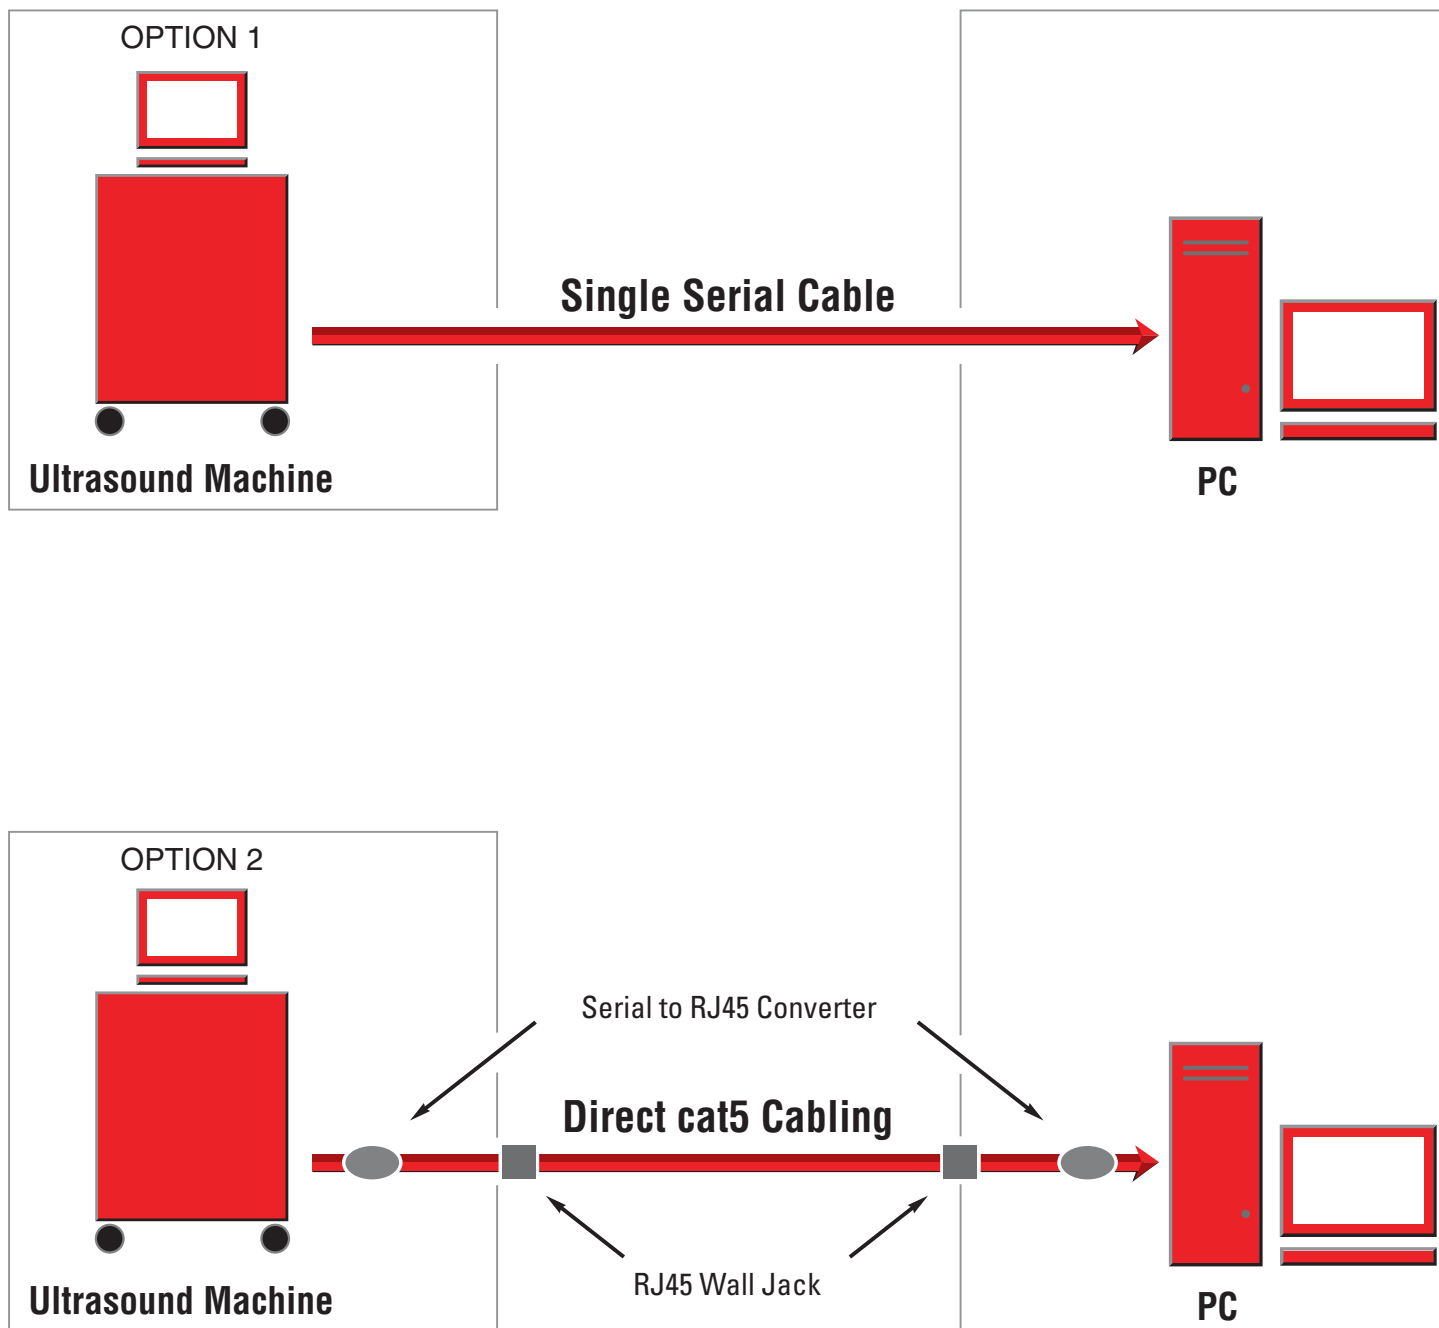 OPTION 1
Single Serial Cable
Ultrasound Machine
PC
OPTION 2
Serial to RJ45 Converter
Direct cat5 Cabling
RJ45 Wall Jack
Ultrasound Machine
PC